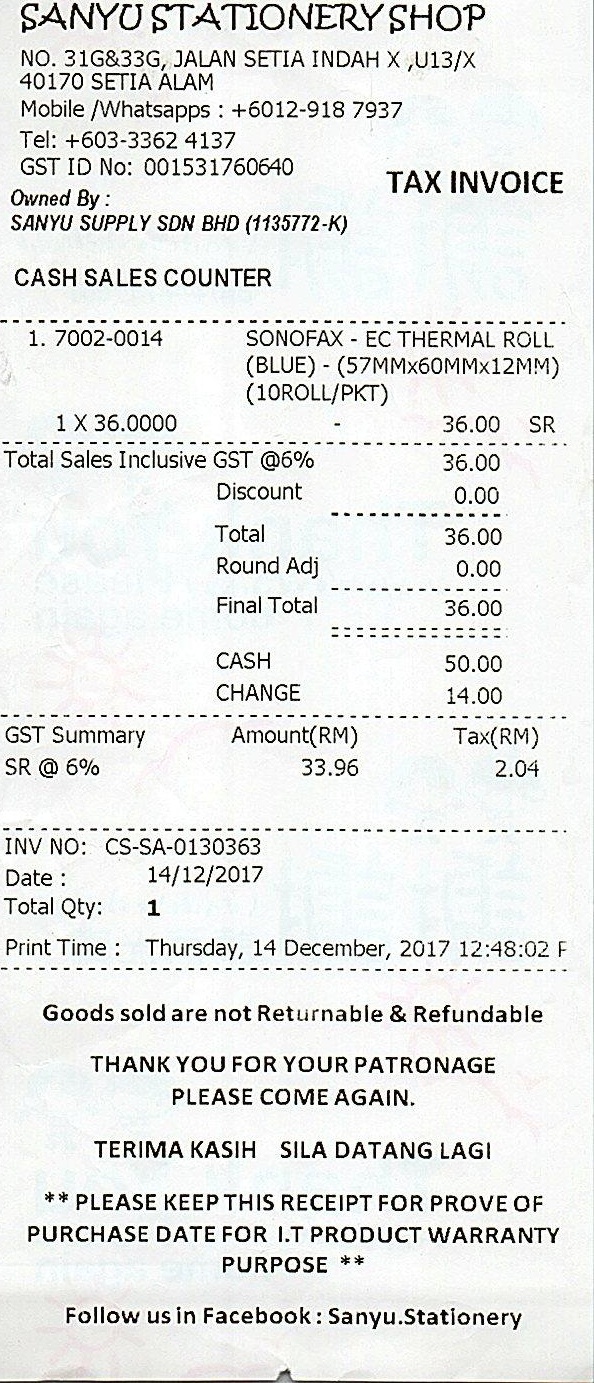 SANYU STATIONERY SHOP
NO. 31G&33G, JALAN SETIA INDAH X ,U13/X
40170 SETIA ALAM
Mobile /Whatsapps : +6012-918 7937
Tel: +603-3362 4137
GST ID No: 001531760640
TAX INVOICE
Owned By :
SANYU SUPPLY SDN BHD (1135772-K)
CASH SALES COUNTER
1. 7002-0014 SONOFAX - EC THERMAL ROLL
(BLUE) - (57MMx60MMx12MM)
(10ROLL/PKT)
1 X 36.0000 - 36.00 SR
Total Sales Inclusive GST @6% 36.00
Discount 0.00
Total 36.00
Round Adj 0.00
Final Total 36.00
CASH 50.00
CHANGE 14.00
GST Summary Amount(RM) Tax(RM)
SR @ 6% 33.96 2.04
INV NO: CS-SA-0130363
Date : 14/12/2017
Total Qty: 1
Print Time : Thursday, 14 December, 2017 12:48:02 P
Goods sold are not Returnable & Refundable
THANK YOU FOR YOUR PATRONAGE
PLEASE COME AGAIN.
TERIMA KASIH SILA DATANG LAGI
** PLEASE KEEP THIS RECEIPT FOR PROVE OF
PURCHASE DATE FOR I.T PRODUCT WARRANTY
PURPOSE **
Follow us in Facebook : Sanyu.Stationery